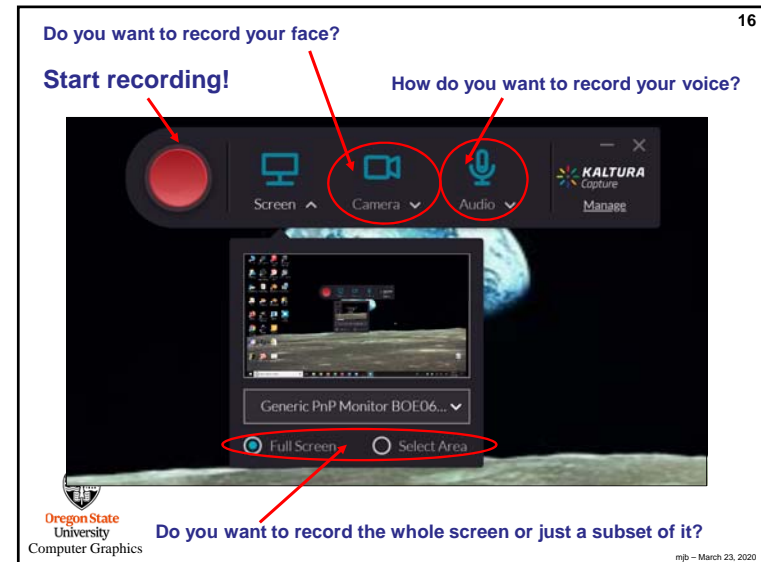 16
Do you want to record your face?
Start recording!
How do you want to record your voice?
Screen
Camera
Audio
KALTURA
Capture
Manage
Generic PnP Monitor BOE06...
Full Screen
Select Area
Oregon State
University
Computer Graphics
Do you want to record the whole screen or just a subset of it?
mjb – March 23, 2020